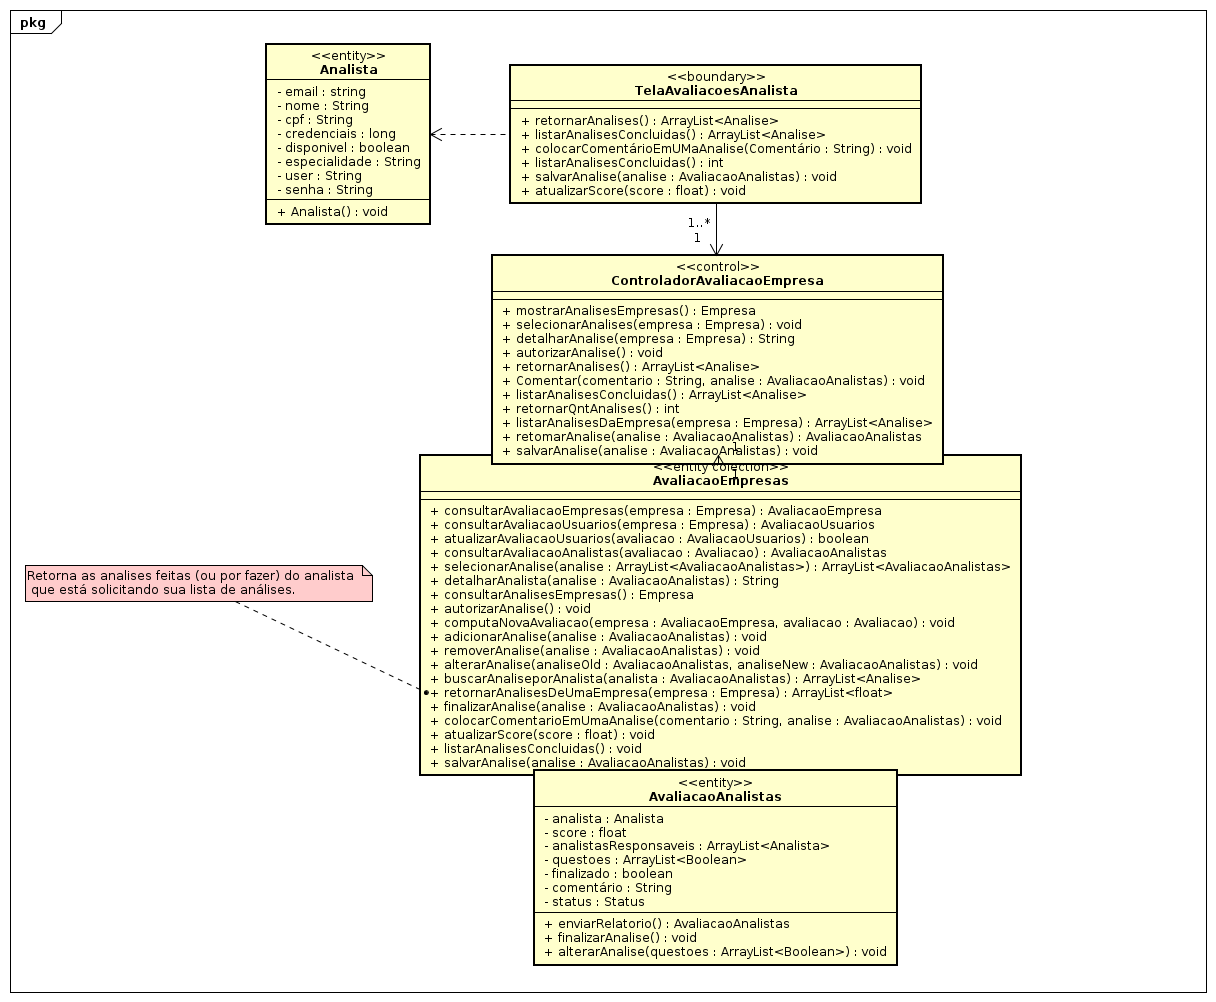 pkg
<<entity>>
Analista
- email : string
- nome : String
- cpf : String
- credenciais : long
- disponivel : boolean
- especialidade : String
- user : String
- senha : String
+ Analista() : void
<<boundary>>
TelaAvaliacoesAnalista
+ retornarAnalises() : ArrayList<Analise>
+ listarAnalisesConcluidas() : ArrayList<Analise>
+ colocarComentárioEmUMaAnalise(Comentário : String) : void
+ listarAnalisesConcluidas() : int
+ salvarAnalise(analise : AvaliacaoAnalistas) : void
+ atualizarScore(score : float) : void
1..*
1
<<control>>
ControladorAvaliacaoEmpresa
+ mostrarAnalisesEmpresas() : Empresa
+ selecionarAnalises(empresa : Empresa) : void
+ detalharAnalise(empresa : Empresa) : String
+ autorizarAnalise() : void
+ retornarAnalises() : ArrayList<Analise>
+ Comentar(comentario : String, analise : AvaliacaoAnalistas) : void
+ listarAnalisesConcluidas() : ArrayList<Analise>
+ retornarQntAnalises() : int
+ listarAnalisesDaEmpresa(empresa : Empresa) : ArrayList<Analise>
+ retomarAnalise(analise : AvaliacaoAnalistas) : AvaliacaoAnalistas
+ salvarAnalise(analise : AvaliacaoAnalistas) : void
1
<<entity colection>>
1
AvaliacaoEmpresas
+ consultarAvaliacaoEmpresas(empresa : Empresa) : AvaliacaoEmpresa
+ consultarAvaliacaoUsuarios(empresa : Empresa) : AvaliacaoUsuarios
+ atualizarAvaliacaoUsuarios(avaliacao : AvaliacaoUsuarios) : boolean
+ consultarAvaliacaoAnalistas(avaliacao : Avaliacao) : AvaliacaoAnalistas
+ selecionarAnalise(analise : ArrayList<AvaliacaoAnalistas>) : ArrayList<AvaliacaoAnalistas>
+ detalharAnalista(analise : AvaliacaoAnalistas) : String
+ consultarAnalisesEmpresas() : Empresa
+ autorizarAnalise() : void
+ computaNovaAvaliacao(empresa : AvaliacaoEmpresa, avaliacao : Avaliacao) : void
+ adicionarAnalise(analise : AvaliacaoAnalistas) : void
+ removerAnalise(analise : AvaliacaoAnalistas) : void
+ alterarAnalise(analiseOld : AvaliacaoAnalistas, analiseNew : AvaliacaoAnalistas) : void
+ buscarAnaliseporAnalista(analista : AvaliacaoAnalistas) : ArrayList<Analise>
+ retornarAnalisesDeUmaEmpresa(empresa : Empresa) : ArrayList<float>
+ finalizarAnalise(analise : AvaliacaoAnalistas) : void
+ colocarComentarioEmUmaAnalise(comentario : String, analise : AvaliacaoAnalistas) : void
+ atualizarScore(score : float) : void
+ listarAnalisesConcluidas() : void
+ salvarAnalise(analise : AvaliacaoAnalistas) : void
Retorna as analises feitas (ou por fazer) do analista
que está solicitando sua lista de análises.
<<entity>>
AvaliacaoAnalistas
- analista : Analista
- score : float
- analistasResponsaveis : ArrayList<Analista>
- questoes : ArrayList<Boolean>
- finalizado : boolean
- comentário : String
- status : Status
+ enviarRelatorio() : AvaliacaoAnalistas
+ finalizarAnalise() : void
+ alterarAnalise(questoes : ArrayList<Boolean>) : void